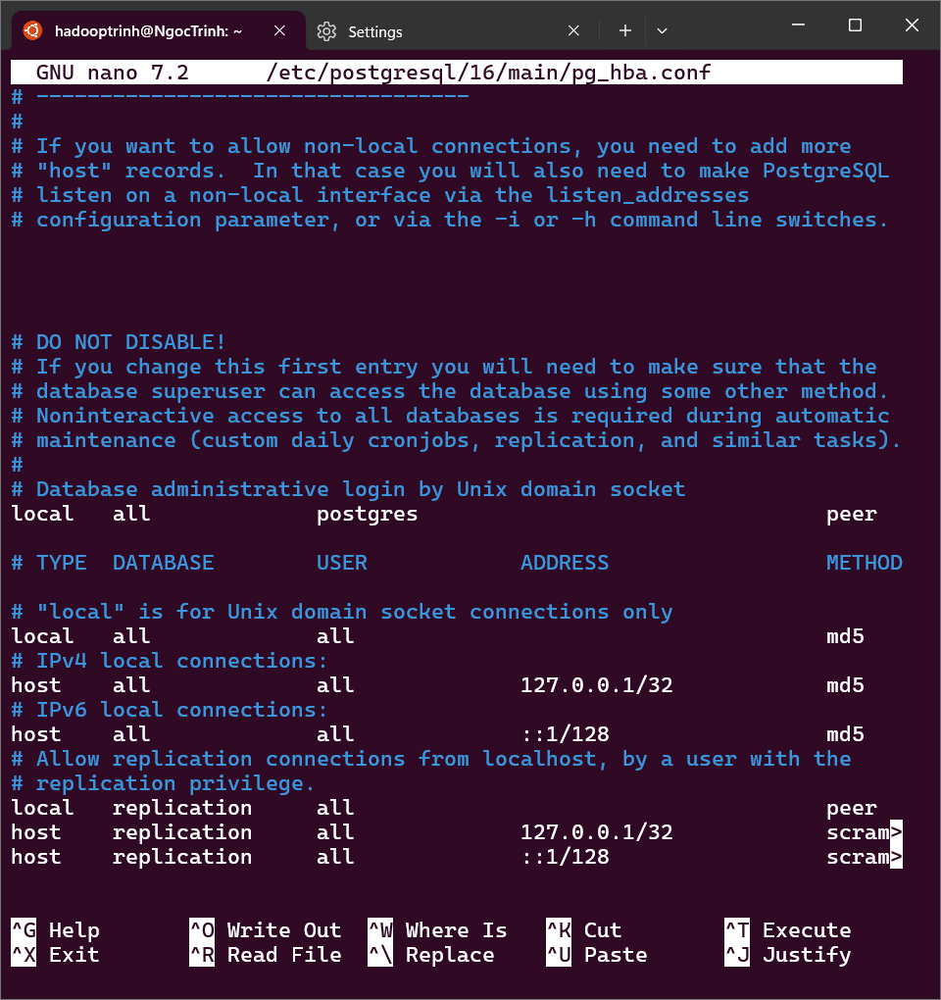 hadooptrinh@NgocTrinh: ~
Settings
GNU nano 7.2      /etc/postgresql/16/main/pg_hba.conf
# ----------------------------------
#
# If you want to allow non-local connections, you need to add more
# "host" records.  In that case you will also need to make PostgreSQL
# listen on a non-local interface via the listen_addresses
# configuration parameter, or via the -i or -h command line switches.
# DO NOT DISABLE!
# If you change this first entry you will need to make sure that the
# database superuser can access the database using some other method.
# Noninteractive access to all databases is required during automatic
# maintenance (custom daily cronjobs, replication, and similar tasks).
#
# Database administrative login by Unix domain socket
local   all             postgres                                peer
# TYPE  DATABASE        USER            ADDRESS                 METHOD
# "local" is for Unix domain socket connections only
local   all             all                                     md5
# IPv4 local connections:
host    all             all             127.0.0.1/32            md5
# IPv6 local connections:
host    all             all             ::1/128                 md5
# Allow replication connections from localhost, by a user with the
# replication privilege.
local   replication     all                                     peer
host    replication     all             127.0.0.1/32            scram>
host    replication     all             ::1/128                 scram>
^G Help       ^O Write Out  ^W Where Is   ^K Cut        ^T Execute
^X Exit       ^R Read File  ^\ Replace    ^U Paste      ^J Justify